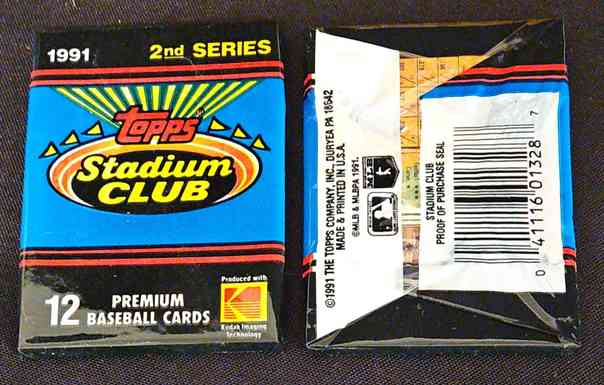 1991
2nd SERIES
TOPPS
Stadium
CLUB
12
PREMIUM
BASEBALL CARDS
Produced with
Kodak Imaging
Technology
©1991 THE TOPPS COMPANY, INC., DURYEA PA 18642
MADE & PRINTED IN U.S.A.
©MLB & MLBPA 1991.
MLB
STADIUM CLUB
PROOF OF PURCHASE SEAL
0 41116 01328 7